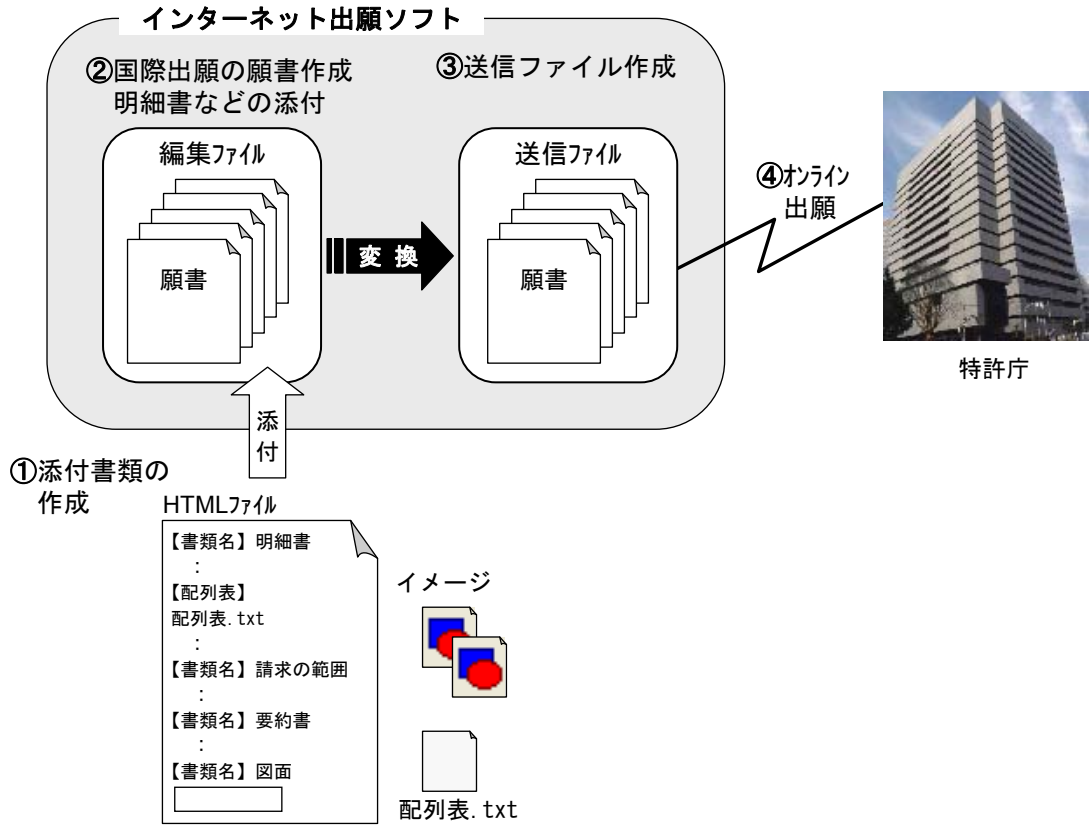 インターネット出願ソフト
②国際出願の願書作成
明細書などの添付
③送信ファイル作成
編集ﾌｧｲﾙ
送信ﾌｧｲﾙ
④ｵﾝﾗｲﾝ
出願
願書
変 換
願書
特許庁
添
付
①添付書類の
作成
HTMLﾌｧｲﾙ
【書類名】明細書
:
【配列表】
配列表.txt
:
【書類名】請求の範囲
:
【書類名】要約書
:
【書類名】図面
イメージ
配列表.txt